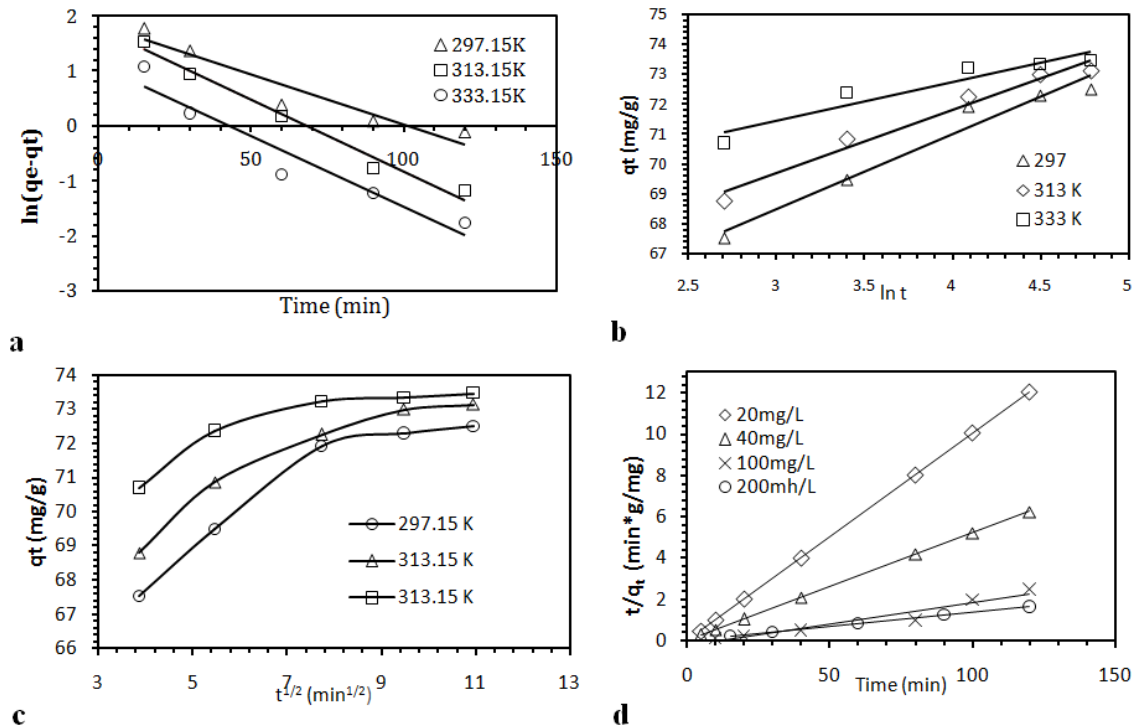 2
1
0
-1
-2
-3
0
50
100
150
ln(qe-qt)
Time (min)
297.15K
313.15K
333.15K
a
75
74
73
72
71
70
69
68
67
2.5
3
3.5
4
4.5
5
qt (mg/g)
ln t
297
313 K
333 K
b
74
73
72
71
70
69
68
67
66
3
5
7
9
11
13
qt (mg/g)
t1/2 (min1/2)
297.15 K
313.15 K
313.15 K
c
12
10
8
6
4
2
0
0
50
100
150
t/qt (min*g/mg)
Time (min)
20mg/L
40mg/L
100mg/L
200mh/L
d